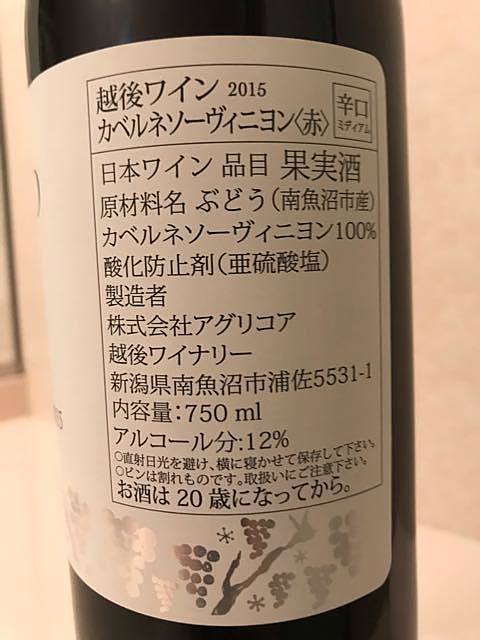 越後ワイン 2015
カベルネソーヴィニヨン〈赤〉
辛口
ミディアム
日本ワイン 品目 果実酒
原材料名 ぶどう（南魚沼市産）
カベルネソーヴィニヨン100%
酸化防止剤（亜硫酸塩）
製造者
株式会社アグリコア
越後ワイナリー
新潟県南魚沼市浦佐5531-1
内容量：750 ml
アルコール分：12%
○直射日光を避け、横に寝かせて保存して下さい。
○ビンは割れものです。取扱いにご注意下さい。
お酒は20歳になってから。